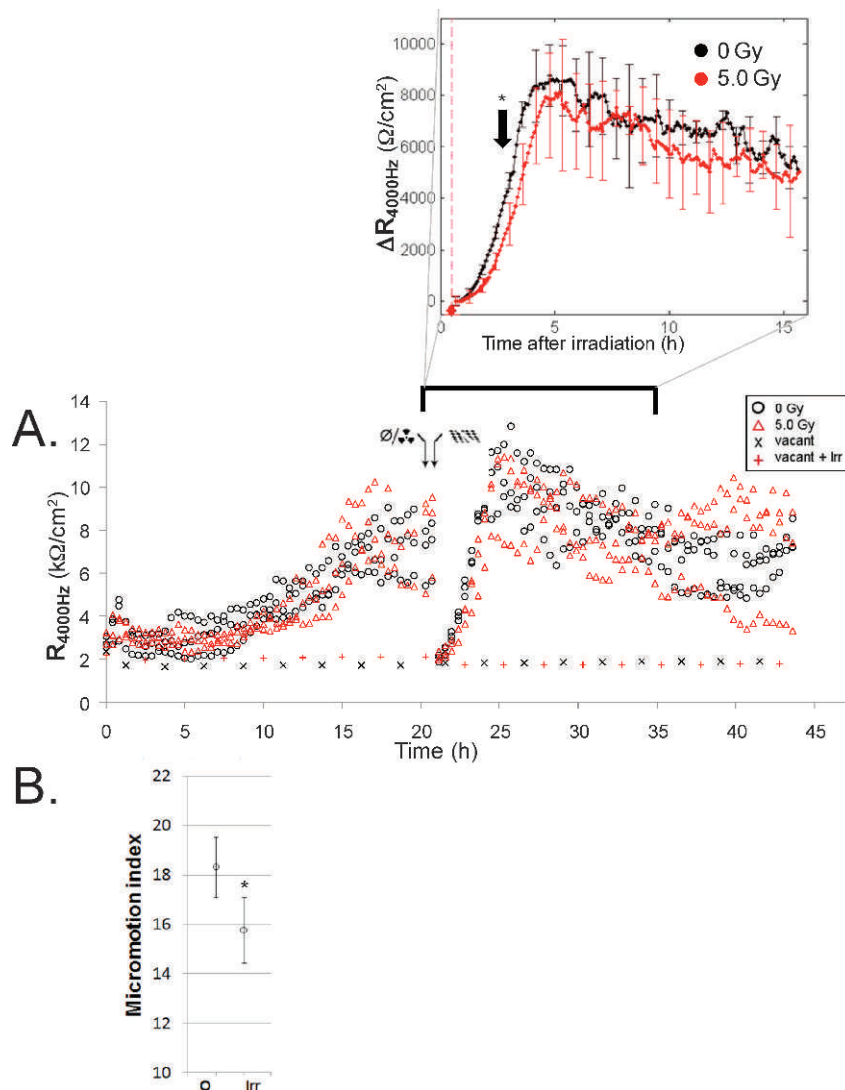 10000
8000
6000
4000
2000
0
ΔR4000Hz (Ω/cm²)
*
0 Gy
5.0 Gy
0 5 10 15
Time after irradiation (h)
A.
14
12
10
8
6
4
2
0
R4000Hz (kΩ/cm²)
Ø/
0 Gy
5.0 Gy
vacant
vacant + Irr
0 5 10 15 20 25 30 35 40 45
Time (h)
B.
22
20
18
16
14
12
10
Micromotion index
*
O Irr